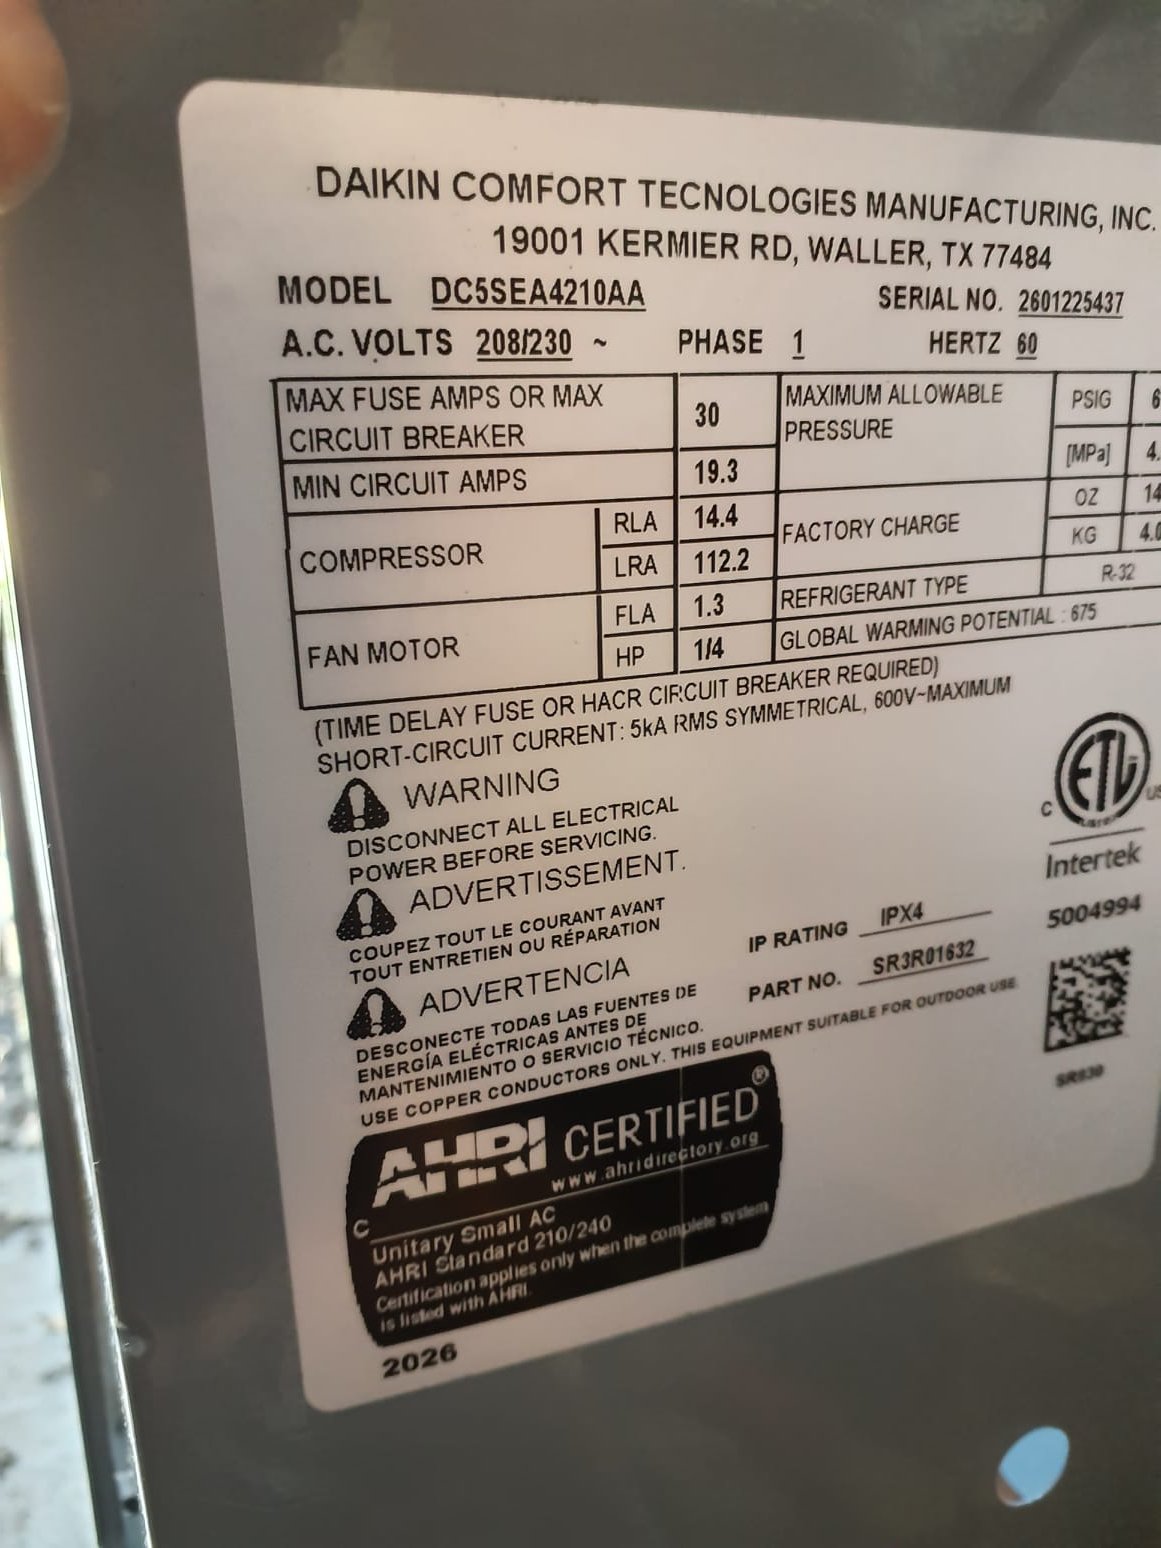 DAIKIN COMFORT TECNOLOGIES MANUFACTURING, INC.
19001 KERMIER RD, WALLER, TX 77484
MODEL DC5SEA4210AA SERIAL NO. 2601225437
A.C. VOLTS 208/230 ~ PHASE 1 HERTZ 60
MAX FUSE AMPS OR MAX CIRCUIT BREAKER 30
MIN CIRCUIT AMPS 19.3
COMPRESSOR RLA 14.4
LRA 112.2
FAN MOTOR FLA 1.3
HP 1/4
MAXIMUM ALLOWABLE PRESSURE PSIG 6
[MPa] 4.
FACTORY CHARGE OZ 14
KG 4.0
REFRIGERANT TYPE R-32
GLOBAL WARMING POTENTIAL : 675
(TIME DELAY FUSE OR HACR CIRCUIT BREAKER REQUIRED)
SHORT-CIRCUIT CURRENT: 5kA RMS SYMMETRICAL, 600V~MAXIMUM
WARNING
DISCONNECT ALL ELECTRICAL
POWER BEFORE SERVICING.
ADVERTISSEMENT.
COUPEZ TOUT LE COURANT AVANT
TOUT ENTRETIEN OU RÉPARATION
ADVERTENCIA
DESCONECTE TODAS LAS FUENTES DE
ENERGÍA ELÉCTRICAS ANTES DE
MANTENIMIENTO O SERVICIO TÉCNICO.
USE COPPER CONDUCTORS ONLY. THIS EQUIPMENT SUITABLE FOR OUTDOOR USE
C ETL US
Intertek
5004994
IP RATING IPX4
PART NO. SR3R01632
AHRI CERTIFIED®
www.ahridirectory.org
C
Unitary Small AC
AHRI Standard 210/240
Certification applies only when the complete system
is listed with AHRI.
2026